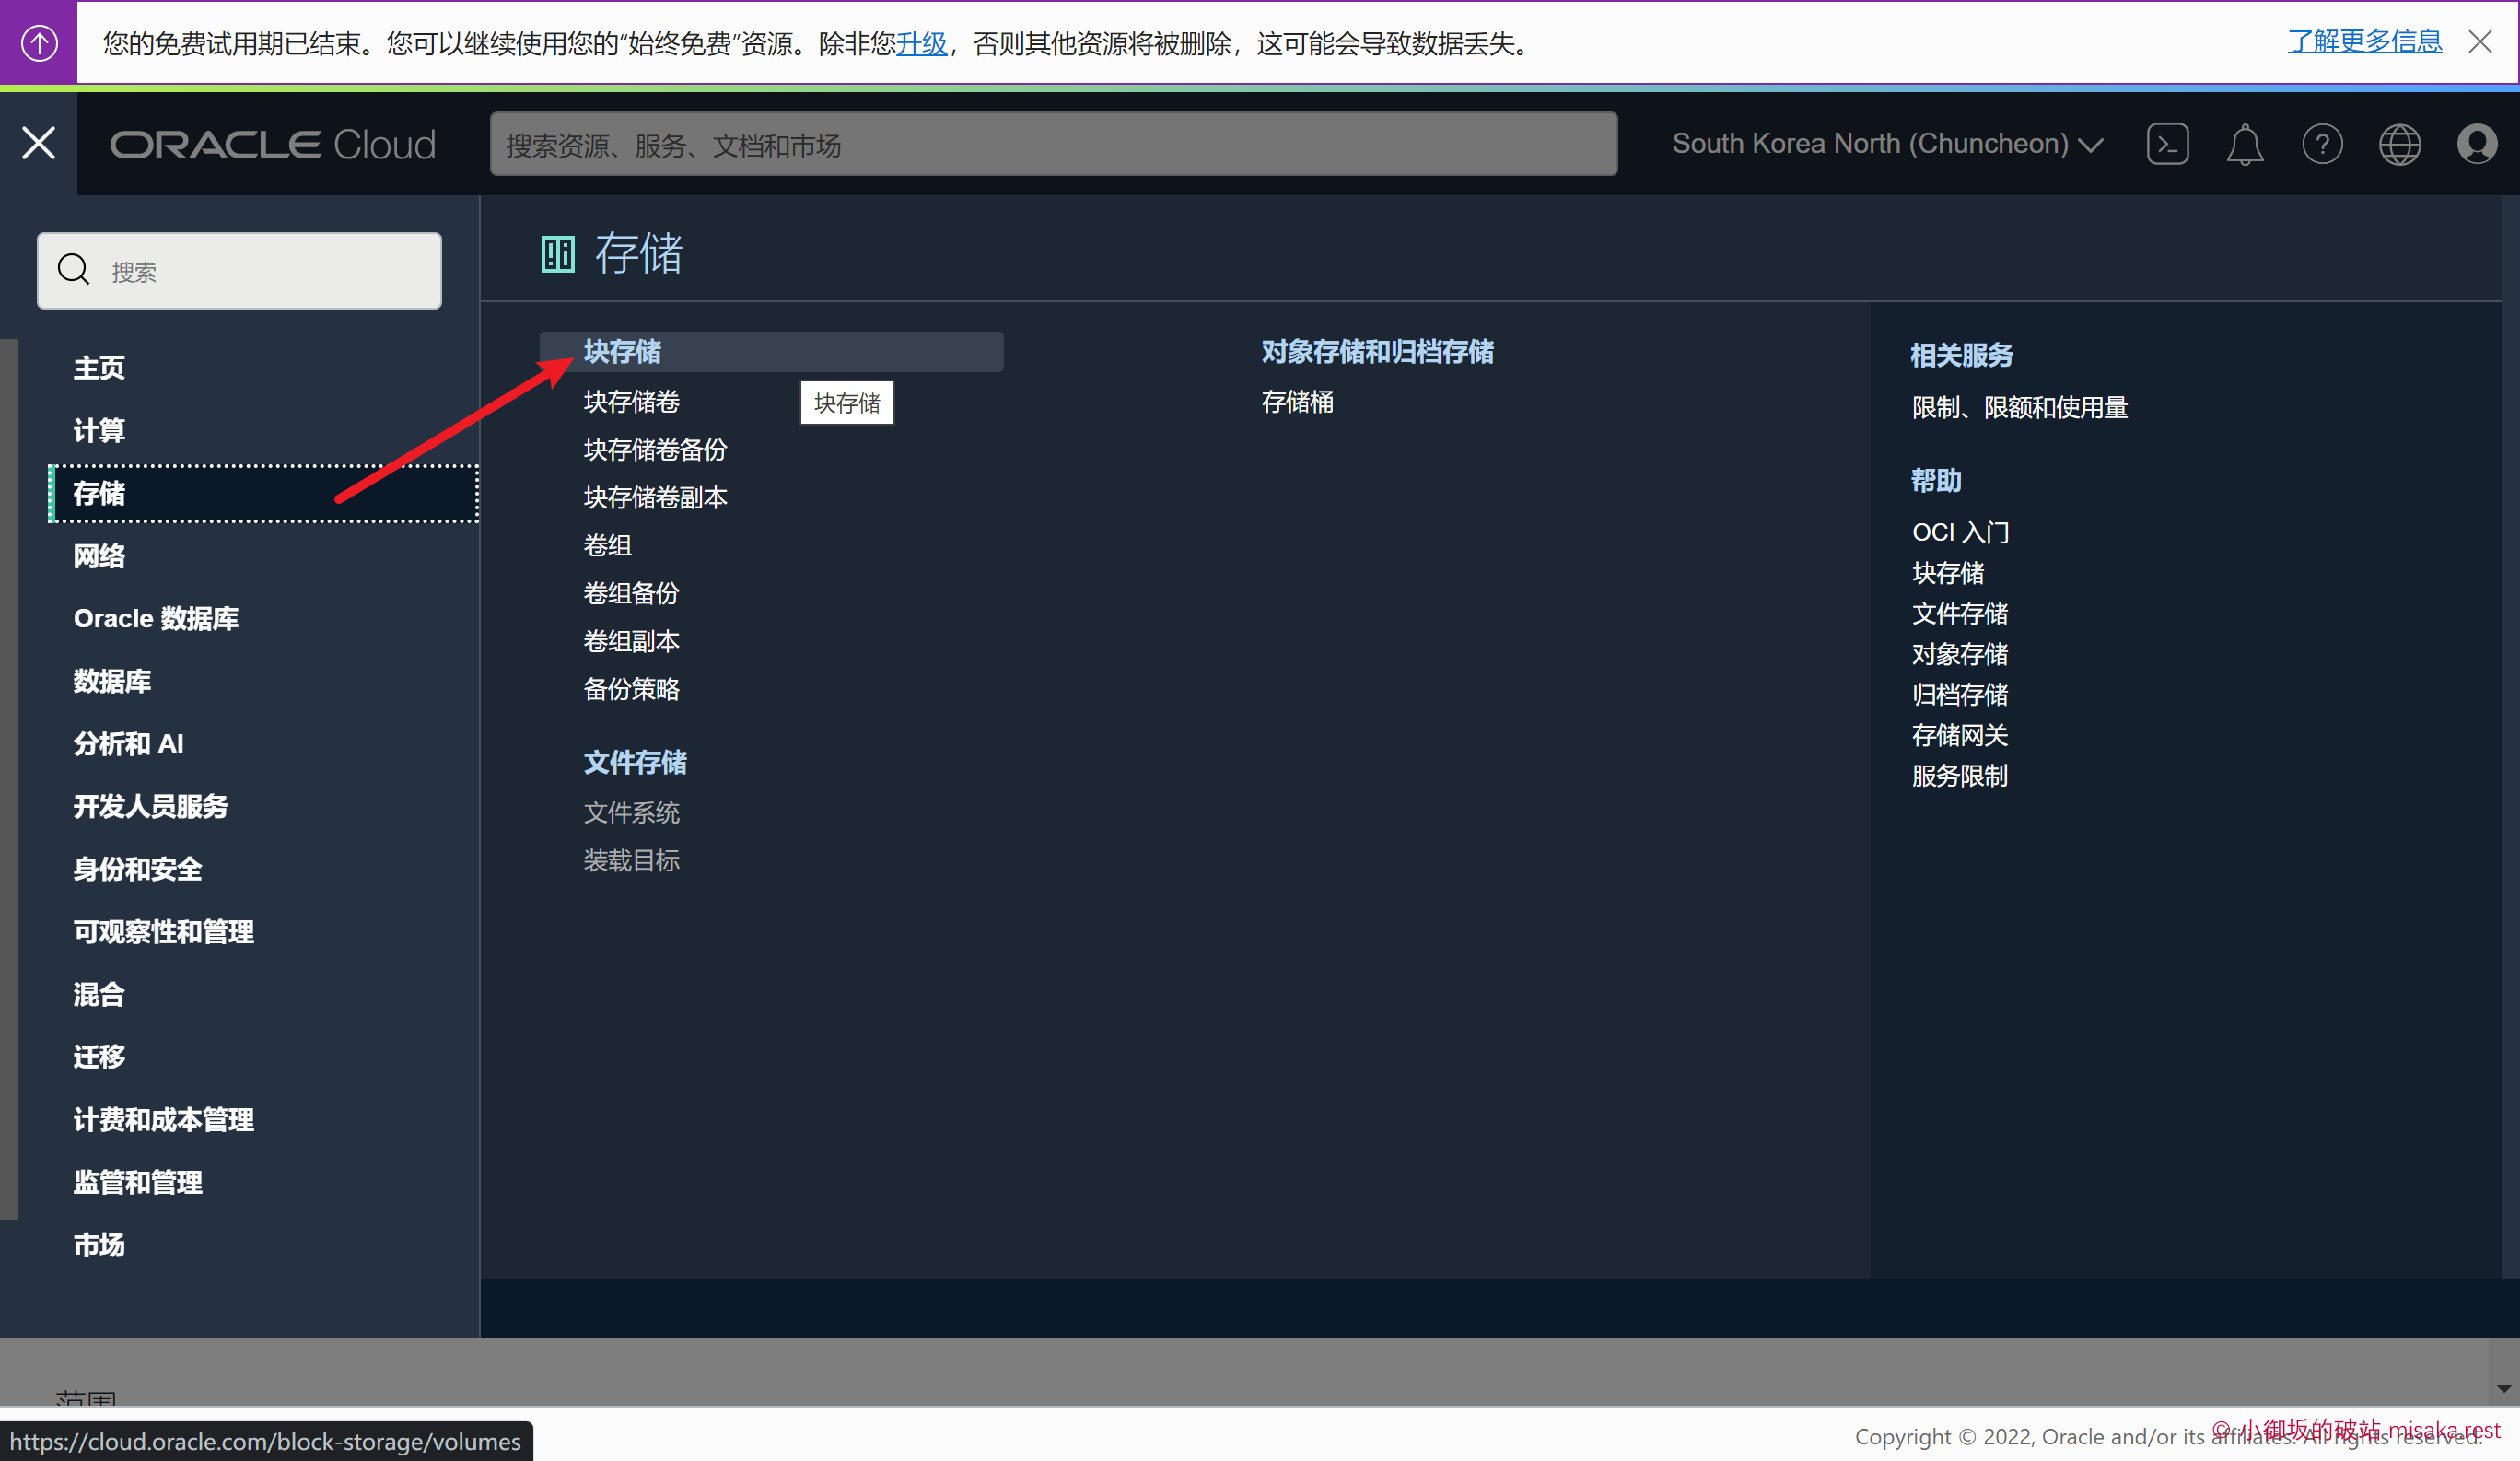 您的免费试用期已结束。您可以继续使用您的“始终免费”资源。除非您升级，否则其他资源将被删除，这可能会导致数据丢失。
了解更多信息
ORACLE Cloud
搜索资源、服务、文档和市场
South Korea North (Chuncheon)
搜索
主页
计算
存储
网络
Oracle 数据库
数据库
分析和 AI
开发人员服务
身份和安全
可观察性和管理
混合
迁移
计费和成本管理
监管和管理
市场
存储
块存储
块存储卷
块存储
块存储卷备份
块存储卷副本
卷组
卷组备份
卷组副本
备份策略
文件存储
文件系统
装载目标
对象存储和归档存储
存储桶
相关服务
限制、限额和使用量
帮助
OCI 入门
块存储
文件存储
对象存储
归档存储
存储网关
服务限制
范围
https://cloud.oracle.com/block-storage/volumes
Copyright © 2022, Oracle and/or its affiliates. All rights reserved.
© 小御坂的破站 misaka.rest